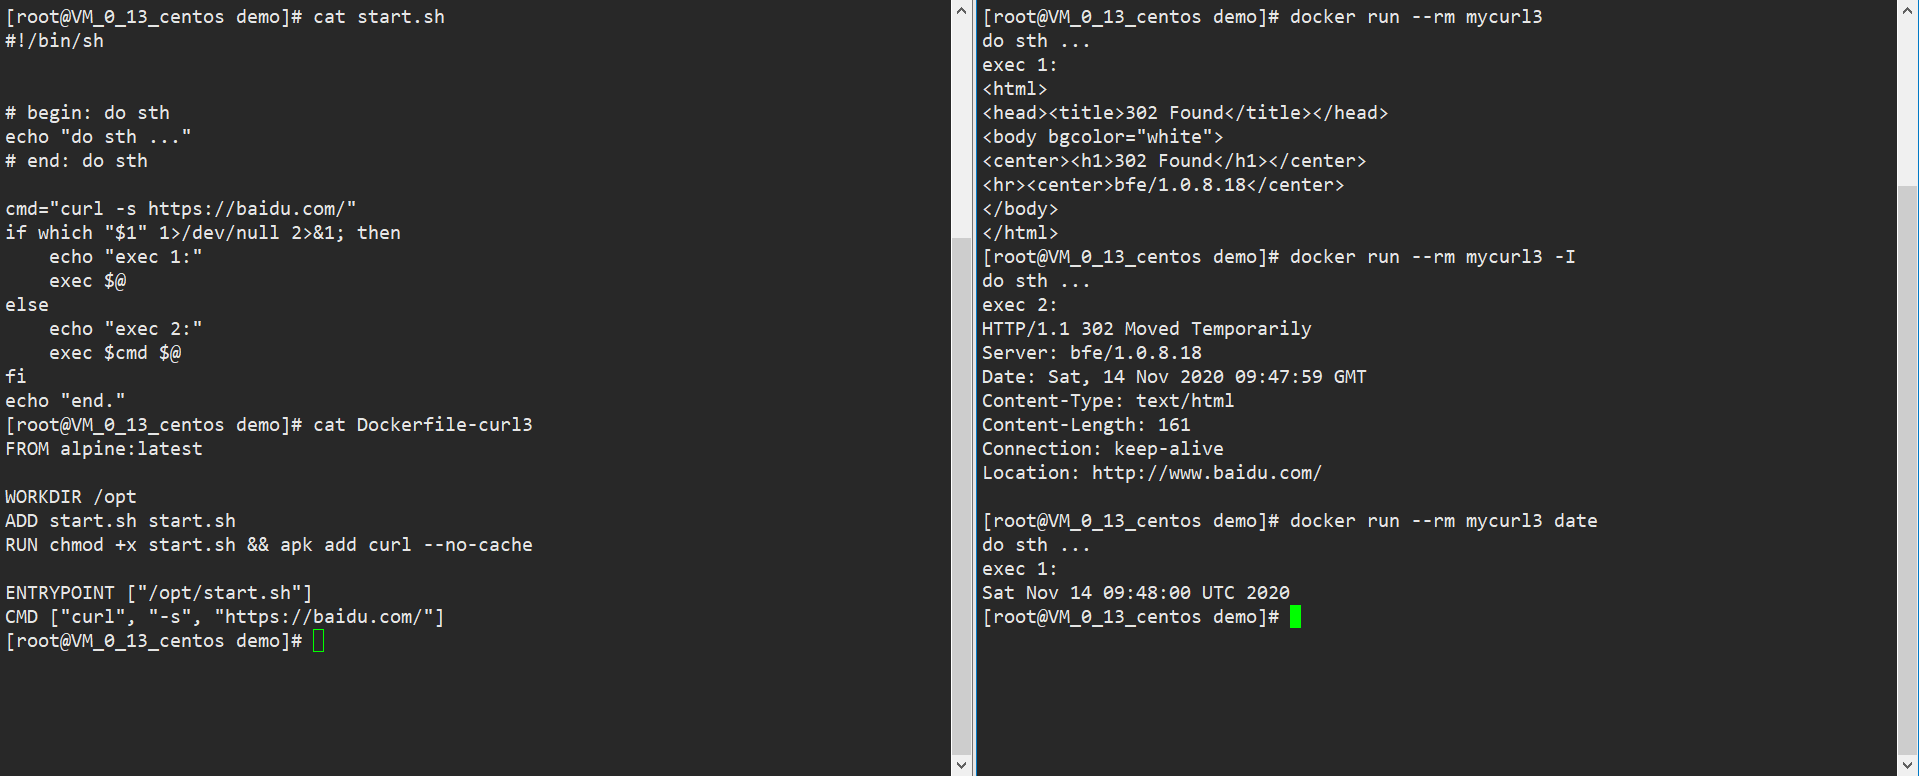 [root@VM_0_13_centos demo]# cat start.sh
#!/bin/sh
# begin: do sth
echo "do sth ..."
# end: do sth
cmd="curl -s https://baidu.com/"
if which "$1" 1>/dev/null 2>&1; then
    echo "exec 1:"
    exec $@
else
    echo "exec 2:"
    exec $cmd $@
fi
echo "end."
[root@VM_0_13_centos demo]# cat Dockerfile-curl3
FROM alpine:latest
WORKDIR /opt
ADD start.sh start.sh
RUN chmod +x start.sh && apk add curl --no-cache
ENTRYPOINT ["/opt/start.sh"]
CMD ["curl", "-s", "https://baidu.com/"]
[root@VM_0_13_centos demo]#
[root@VM_0_13_centos demo]# docker run --rm mycurl3
do sth ...
exec 1:
<html>
<head><title>302 Found</title></head>
<body bgcolor="white">
<center><h1>302 Found</h1></center>
<hr><center>bfe/1.0.8.18</center>
</body>
</html>
[root@VM_0_13_centos demo]# docker run --rm mycurl3 -I
do sth ...
exec 2:
HTTP/1.1 302 Moved Temporarily
Server: bfe/1.0.8.18
Date: Sat, 14 Nov 2020 09:47:59 GMT
Content-Type: text/html
Content-Length: 161
Connection: keep-alive
Location: http://www.baidu.com/
[root@VM_0_13_centos demo]# docker run --rm mycurl3 date
do sth ...
exec 1:
Sat Nov 14 09:48:00 UTC 2020
[root@VM_0_13_centos demo]#